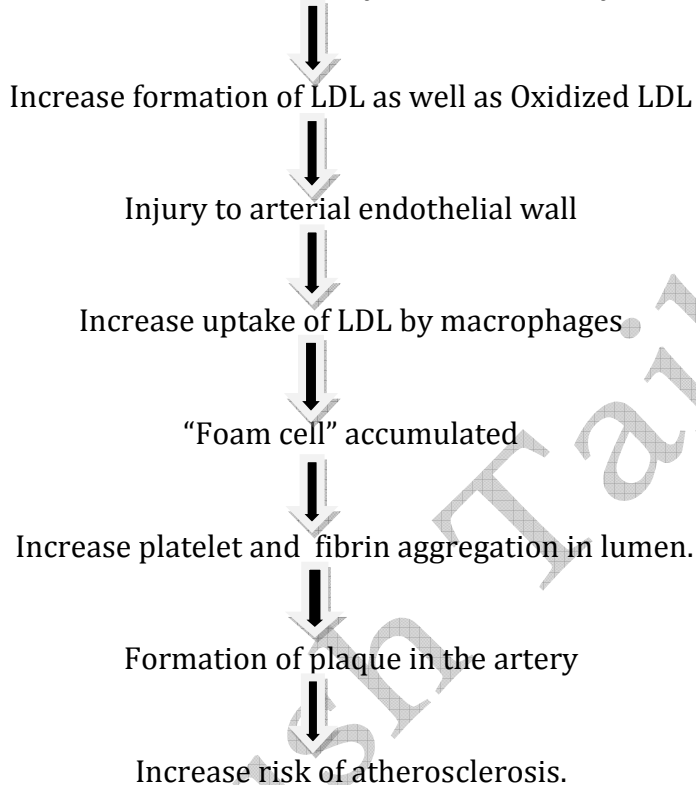 Increase formation of LDL as well as Oxidized LDL
Injury to arterial endothelial wall
Increase uptake of LDL by macrophages
“Foam cell” accumulated
Increase platelet and fibrin aggregation in lumen.
Formation of plaque in the artery
Increase risk of atherosclerosis.